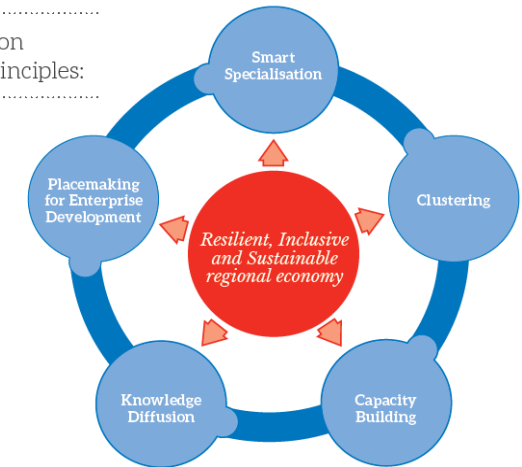 on
inciples:
Smart
Specialisation
Clustering
Capacity
Building
Knowledge
Diffusion
Placemaking
for Enterprise
Development
Resilient, Inclusive
and Sustainable
regional economy